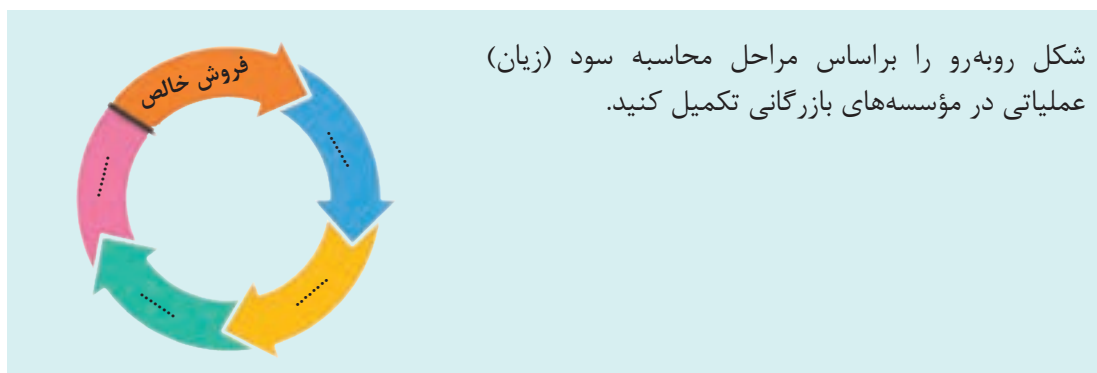 شکل روبه‌رو را براساس مراحل محاسبه سود (زیان)
عملیاتی در مؤسسه‌های بازرگانی تکمیل کنید.
فروش خالص
........
........
........
........